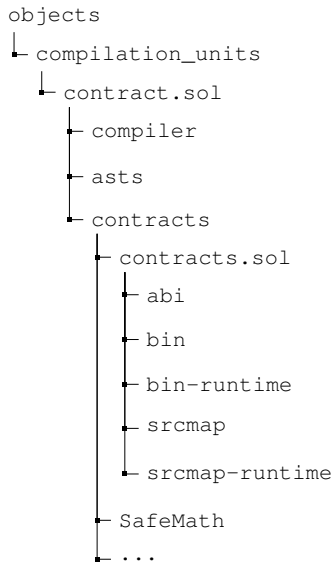 objects
compilation_units
contract.sol
compiler
asts
contracts
contracts.sol
abi
bin
bin-runtime
srcmap
srcmap-runtime
SafeMath
...